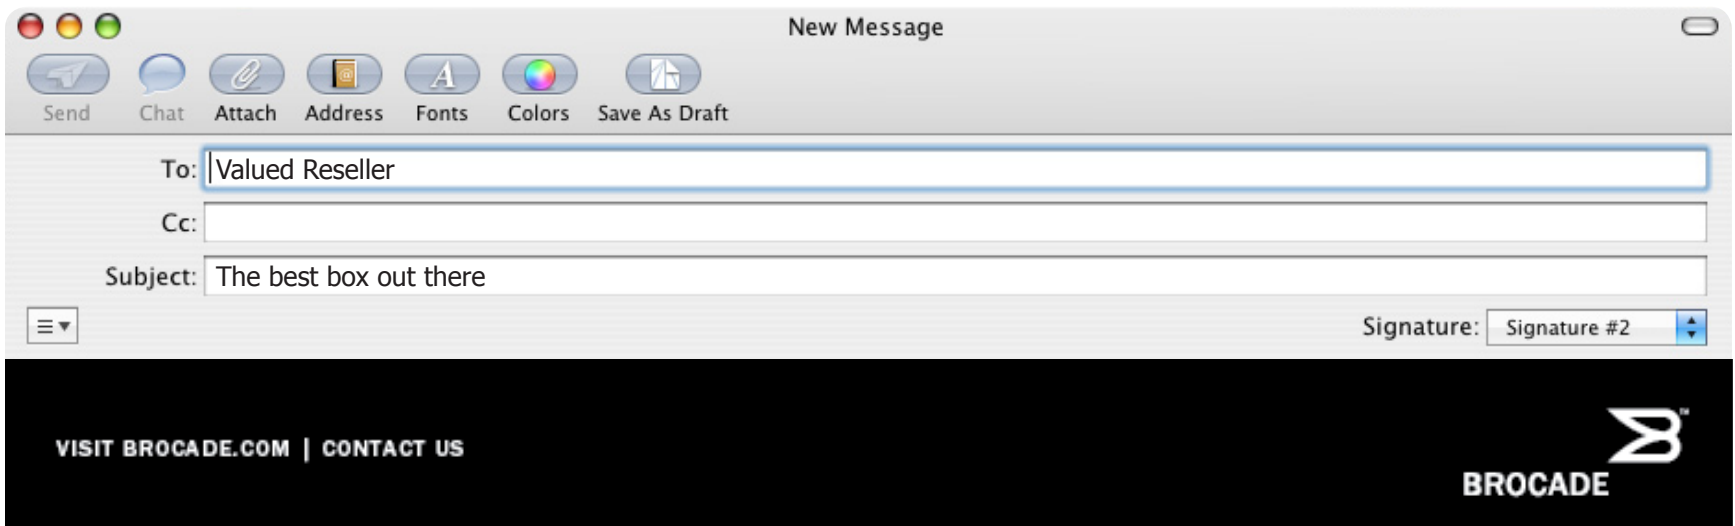 New Message
Send Chat Attach Address Fonts Colors Save As Draft
To: Valued Reseller
Cc:
Subject: The best box out there
Signature: Signature #2
VISIT BROCADE.COM | CONTACT US
BROCADE